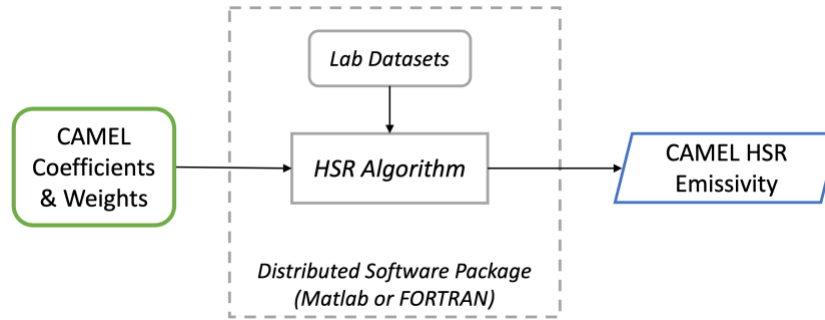 Lab Datasets
CAMEL
Coefficients
& Weights
HSR Algorithm
CAMEL HSR
Emissivity
Distributed Software Package
(Matlab or FORTRAN)